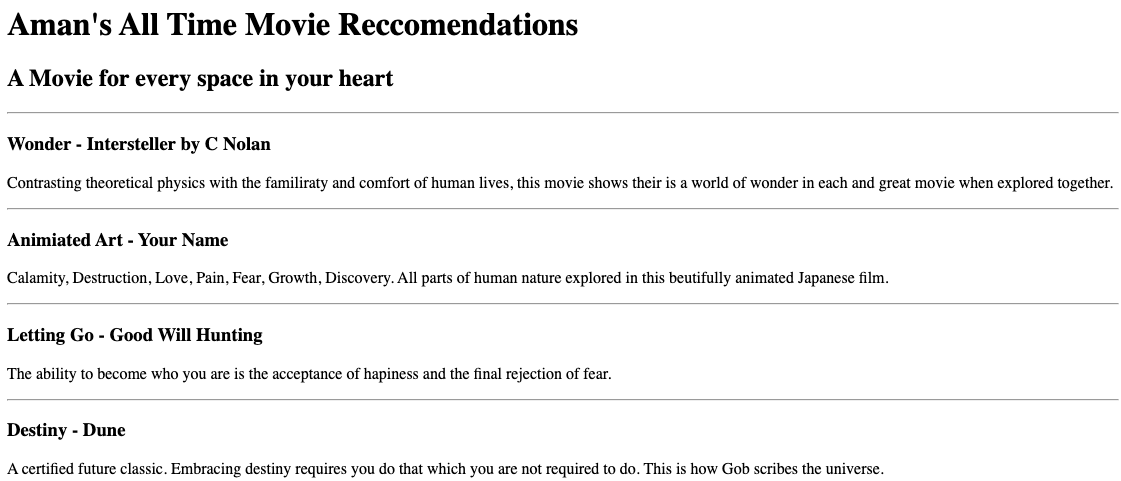 Aman's All Time Movie Reccomendations
A Movie for every space in your heart
Wonder - Intersteller by C Nolan
Contrasting theoretical physics with the familiraty and comfort of human lives, this movie shows their is a world of wonder in each and great movie when explored together.
Animiated Art - Your Name
Calamity, Destruction, Love, Pain, Fear, Growth, Discovery. All parts of human nature explored in this beutifully animated Japanese film.
Letting Go - Good Will Hunting
The ability to become who you are is the acceptance of hapiness and the final rejection of fear.
Destiny - Dune
A certified future classic. Embracing destiny requires you do that which you are not required to do. This is how Gob scribes the universe.